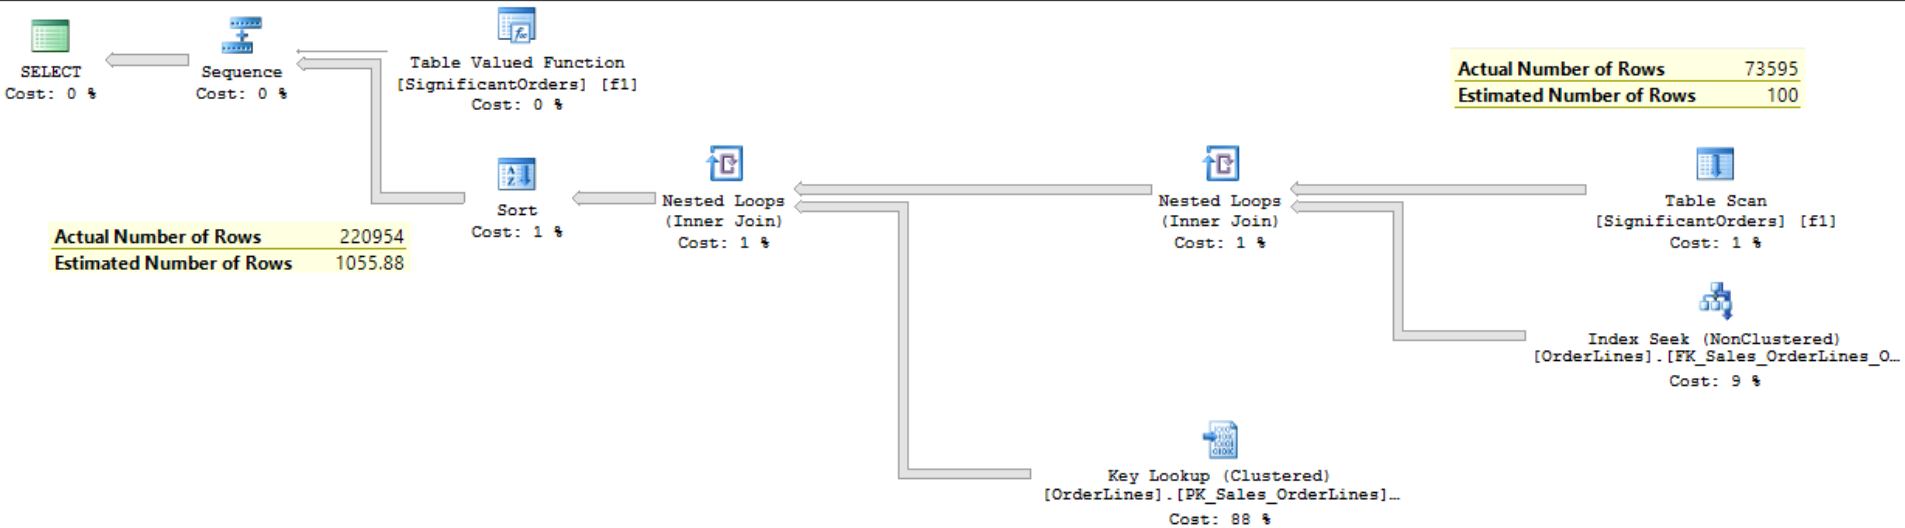 SELECT
Cost: 0 %
Sequence
Cost: 0 %
Table Valued Function
[SignificantOrders] [f1]
Cost: 0 %
Actual Number of Rows 73595
Estimated Number of Rows 100
Sort
Cost: 1 %
Nested Loops
(Inner Join)
Cost: 1 %
Nested Loops
(Inner Join)
Cost: 1 %
Table Scan
[SignificantOrders] [f1]
Cost: 1 %
Actual Number of Rows 220954
Estimated Number of Rows 1055.88
Index Seek (NonClustered)
[OrderLines].[FK_Sales_OrderLines_O…
Cost: 9 %
Key Lookup (Clustered)
[OrderLines].[PK_Sales_OrderLines]…
Cost: 88 %